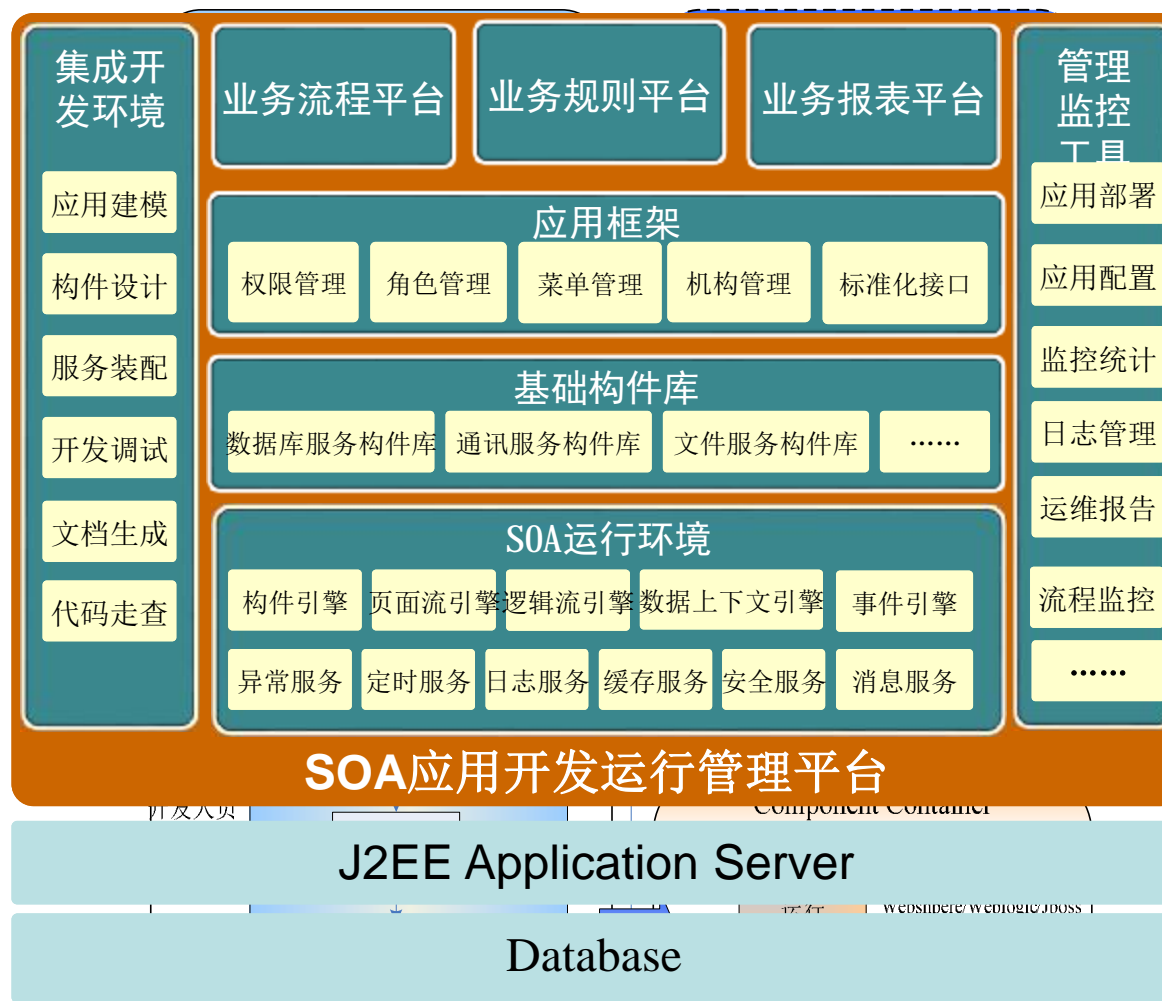 集成开
发环境
应用建模
构件设计
服务装配
开发调试
文档生成
代码走查
业务流程平台
业务规则平台
业务报表平台
应用框架
权限管理
角色管理
菜单管理
机构管理
标准化接口
基础构件库
数据库服务构件库
通讯服务构件库
文件服务构件库
……
SOA运行环境
构件引擎
页面流引擎
逻辑流引擎
数据上下文引擎
事件引擎
异常服务
定时服务
日志服务
缓存服务
安全服务
消息服务
管理
监控
工具
应用部署
应用配置
监控统计
日志管理
运维报告
流程监控
……
SOA应用开发运行管理平台
开发人员
Component Container
J2EE Application Server
运行
Websphere/Weblogic/Jboss
Database